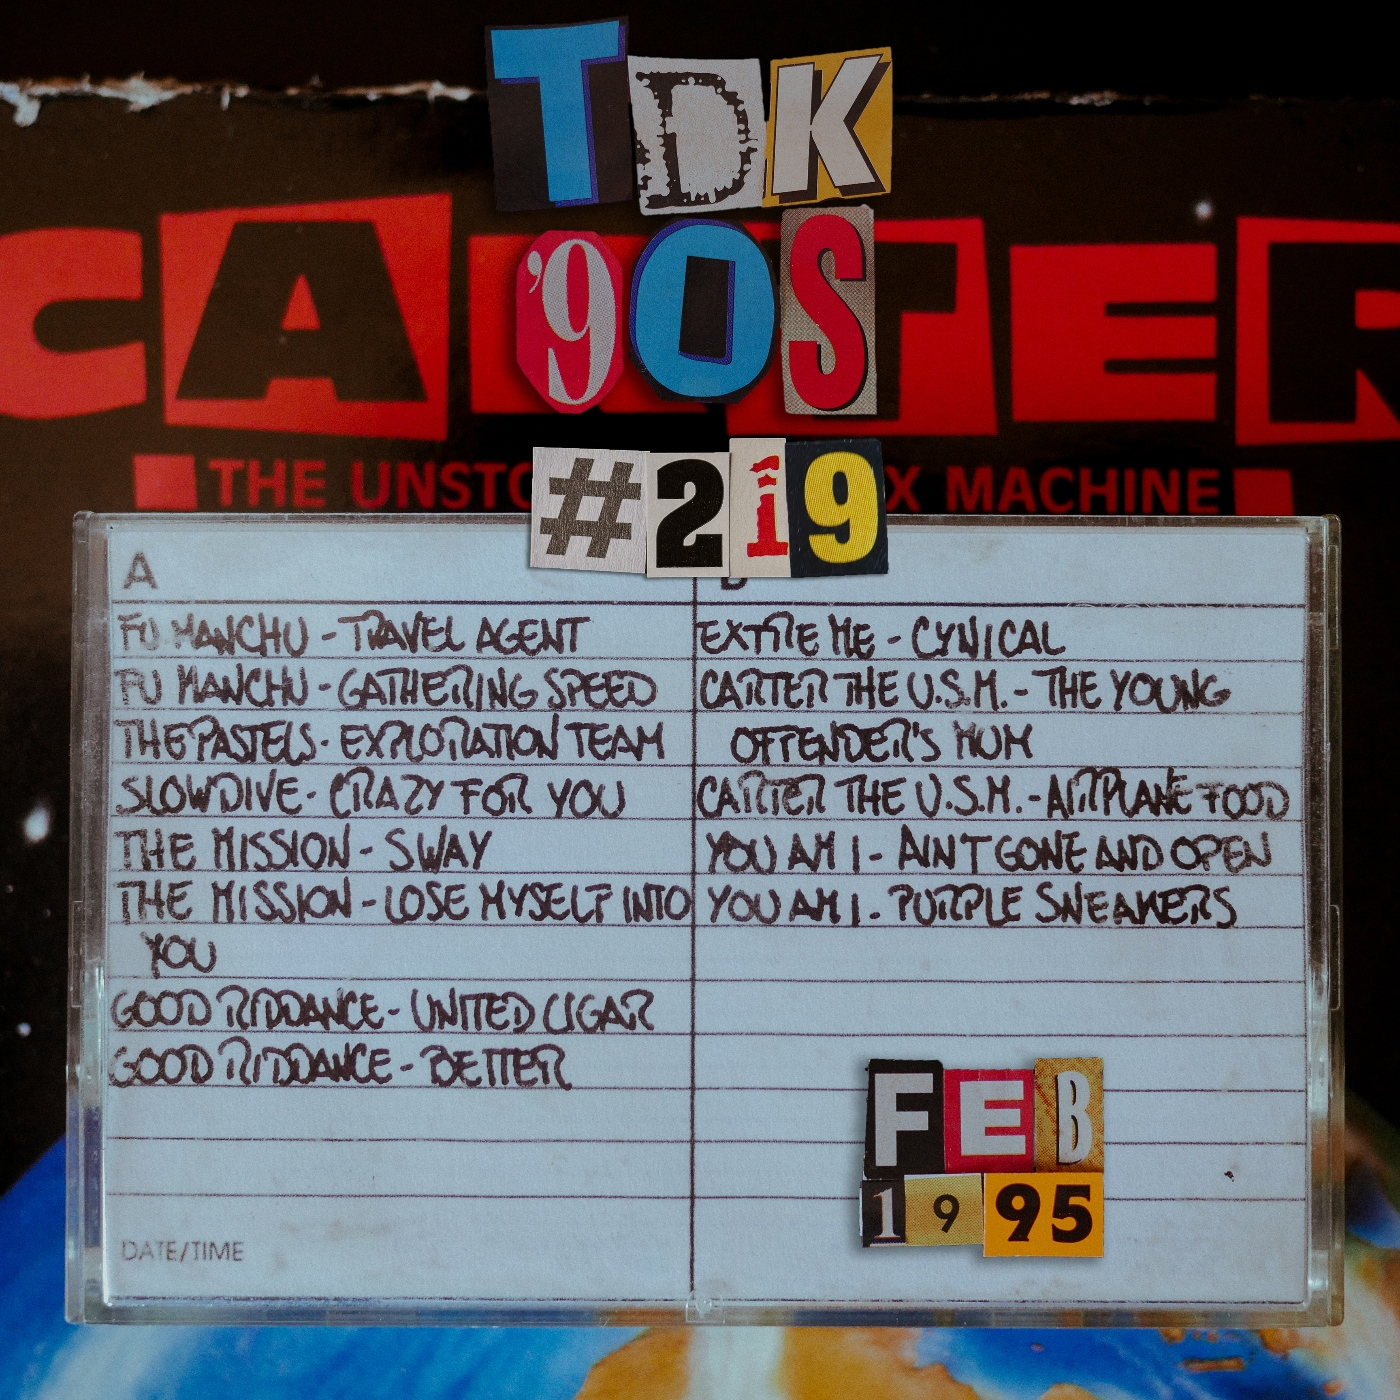 TDK
'90S
#219
CARTER
THE UNSTO X MACHINE
A
FU MANCHU - TRAVEL AGENT
FU MANCHU - GATHERING SPEED
THE PASTELS - EXPLORATION TEAM
SLOWDIVE - CRAZY FOR YOU
THE MISSION - SWAY
THE MISSION - LOSE MYSELF INTO
YOU
GOOD RIDDANCE - UNITED CIGAR
GOOD RIDDANCE - BETTER
DATE/TIME
B
EXTREME - CYNICAL
CARTER THE U.S.M. - THE YOUNG
OFFENDER'S MUM
CARTER THE U.S.M. - AIRPLANE FOOD
YOU AM I - AINT GONE AND OPEN
YOU AM I - PURPLE SNEAKERS
FEB
1995